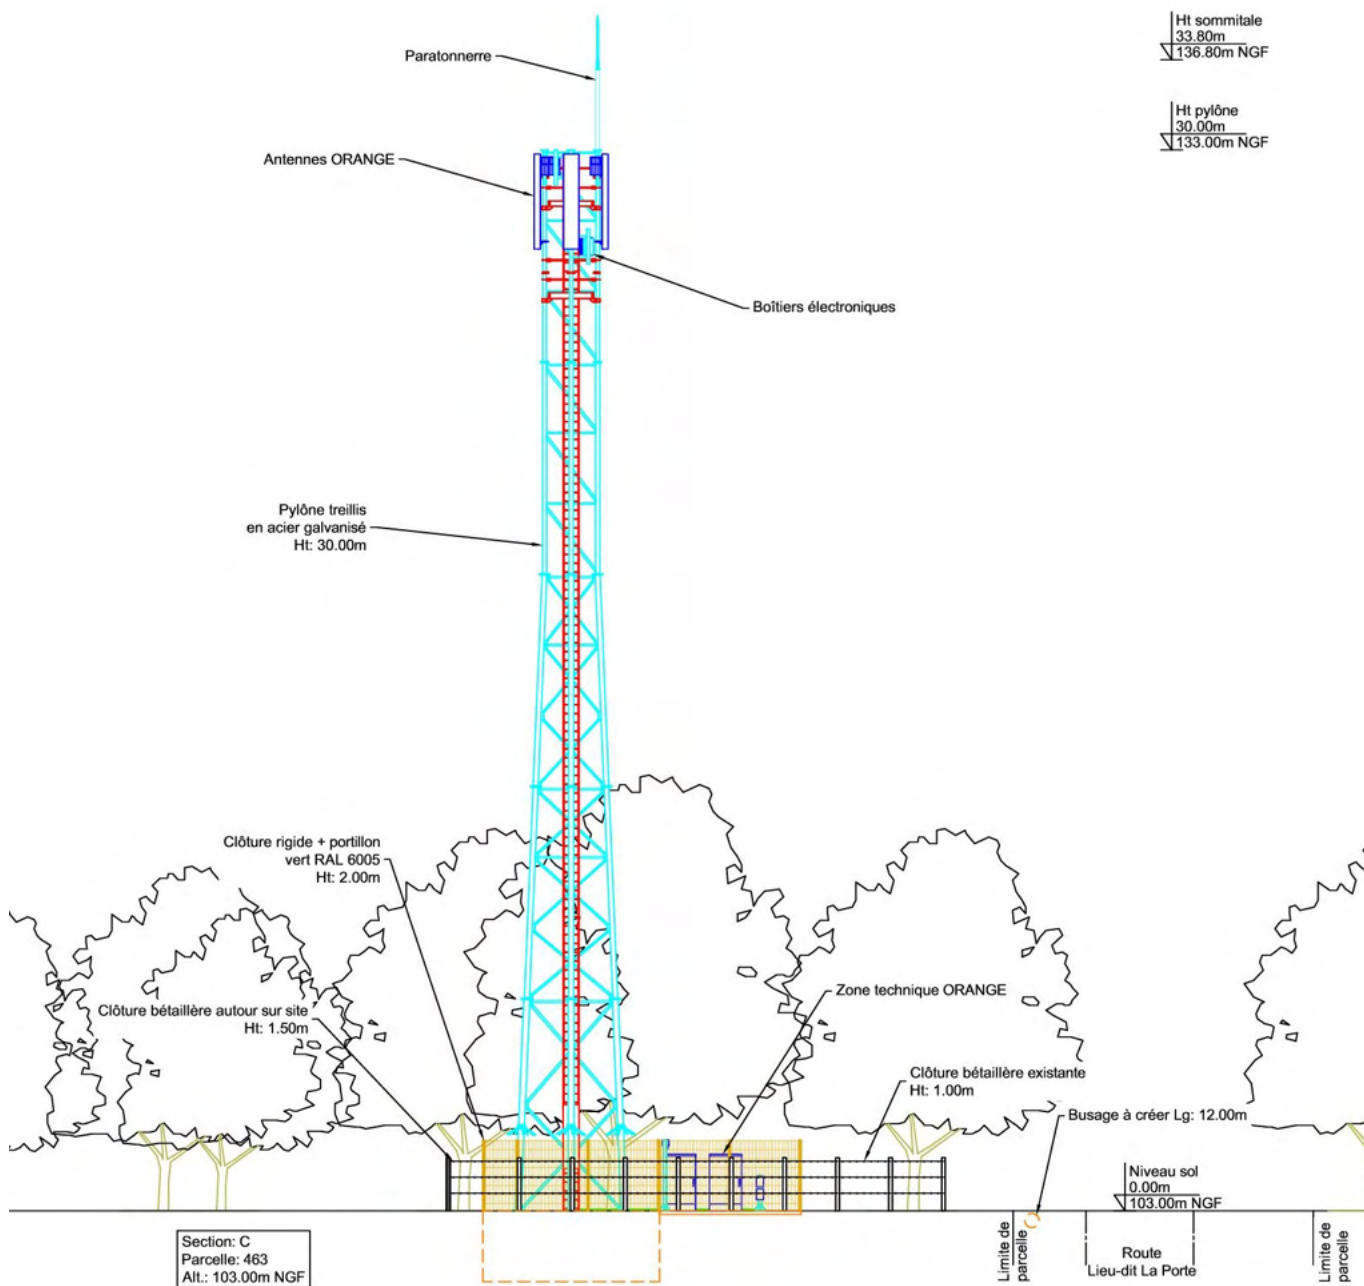 Ht sommitale
33.80m
136.80m NGF
Paratonnerre
Ht pylône
30.00m
133.00m NGF
Antennes ORANGE
Boîtiers électroniques
Pylône treillis
en acier galvanisé
Ht: 30.00m
Clôture rigide + portillon
vert RAL 6005
Ht: 2.00m
Zone technique ORANGE
Clôture bétaillère autour sur site
Ht: 1.50m
Clôture bétaillère existante
Ht: 1.00m
Busage à créer Lg: 12.00m
Niveau sol
0.00m
103.00m NGF
Section: C
Parcelle: 463
Alt.: 103.00m NGF
Limite de
parcelle
Route
Lieu-dit La Porte
Limite de
parcelle